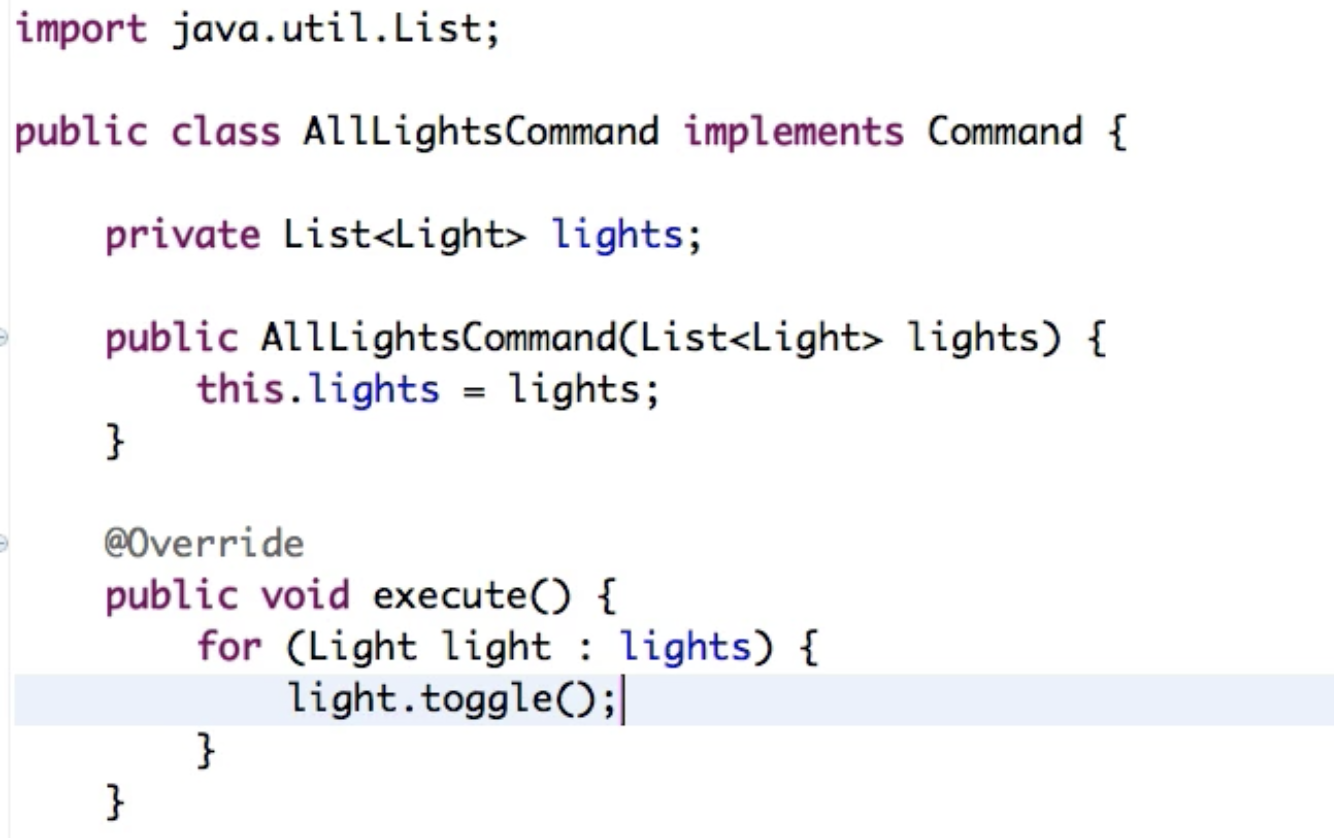 import java.util.List;
public class AllLightsCommand implements Command {
private List<Light> lights;
public AllLightsCommand(List<Light> lights) {
this.lights = lights;
}
@Override
public void execute() {
for (Light light : lights) {
light.toggle();
}
}